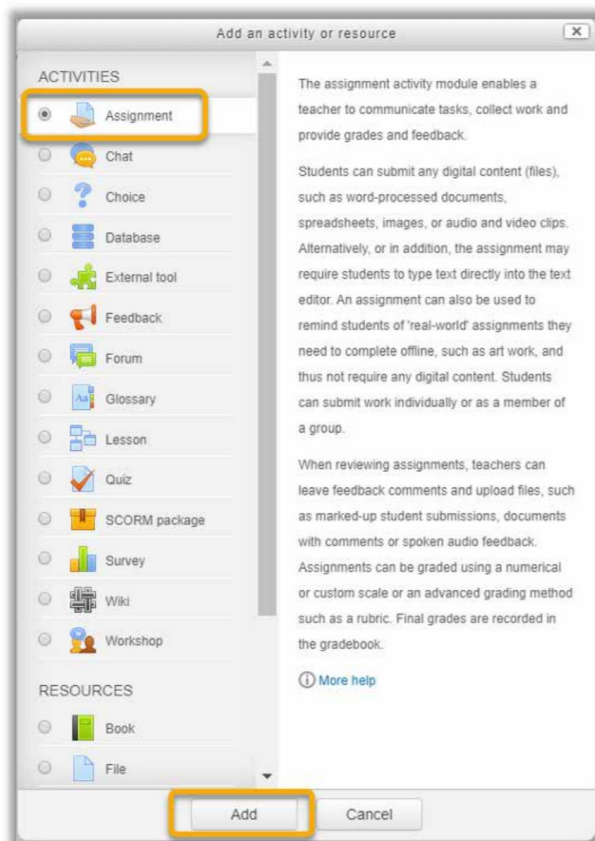 Add an activity or resource
ACTIVITIES
Assignment
Chat
Choice
Database
External tool
Feedback
Forum
Aa
Glossary
Lesson
Quiz
SCORM package
Survey
Wiki
Workshop
RESOURCES
Book
File
The assignment activity module enables a
teacher to communicate tasks, collect work and
provide grades and feedback.
Students can submit any digital content (files),
such as word-processed documents,
spreadsheets, images, or audio and video clips.
Alternatively, or in addition, the assignment may
require students to type text directly into the text
editor. An assignment can also be used to
remind students of 'real-world' assignments they
need to complete offline, such as art work, and
thus not require any digital content. Students
can submit work individually or as a member of
a group.
When reviewing assignments, teachers can
leave feedback comments and upload files, such
as marked-up student submissions, documents
with comments or spoken audio feedback.
Assignments can be graded using a numerical
or custom scale or an advanced grading method
such as a rubric. Final grades are recorded in
the gradebook.
More help
Add
Cancel